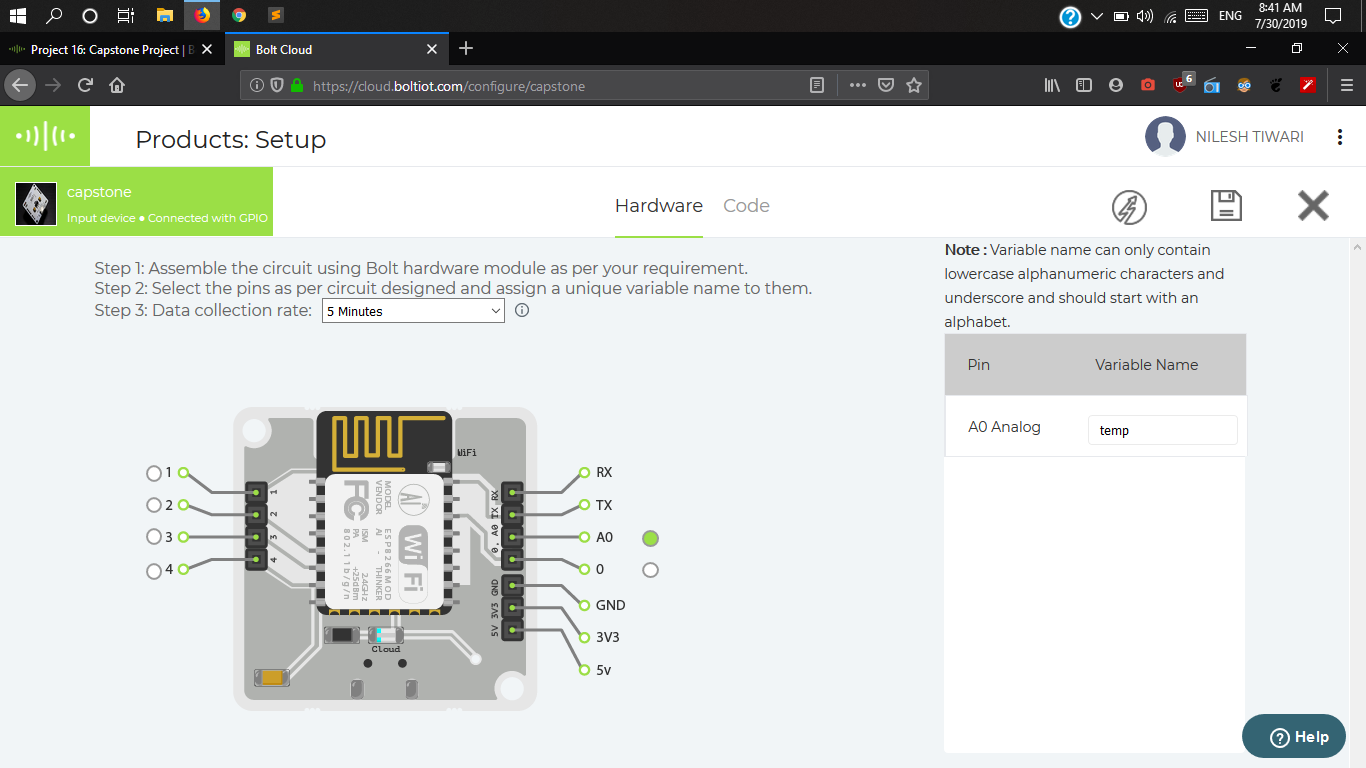 8:41 AM
ENG
7/30/2019
Project 16: Capstone Project | B
Bolt Cloud
https://cloud.boltiot.com/configure/capstone
6
Products: Setup
NILESH TIWARI
capstone
Input device ● Connected with GPIO
Hardware
Code
Step 1: Assemble the circuit using Bolt hardware module as per your requirement.
Step 2: Select the pins as per circuit designed and assign a unique variable name to them.
Step 3: Data collection rate:
5 Minutes
Note : Variable name can only contain
lowercase alphanumeric characters and
underscore and should start with an
alphabet.
Pin
Variable Name
A0 Analog
temp
WiFi
1
2
3
4
1
2
3
4
MODEL
VENDOR
ESP8266MOD
AI - THINKER
ISM 2.4GHz
PA +25dBm
802.11b/g/n
FC
Ai
WiFi
RX
TX
A0
0.
GND
3V3
5V
RX
TX
A0
0
GND
3V3
5v
Cloud
Help